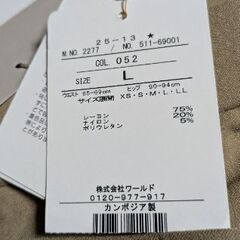 25-13 ★
M.NO. 2277 / NO. 511-69001
COL. 052
SIZE L
ウエスト 65-69cm ヒップ 90-94cm
サイズ展開 XS・S・M・L・LL
レーヨン 75%
ナイロン 20%
ポリウレタン 5%
株式会社ワールド
0120-977-917
カンボジア製